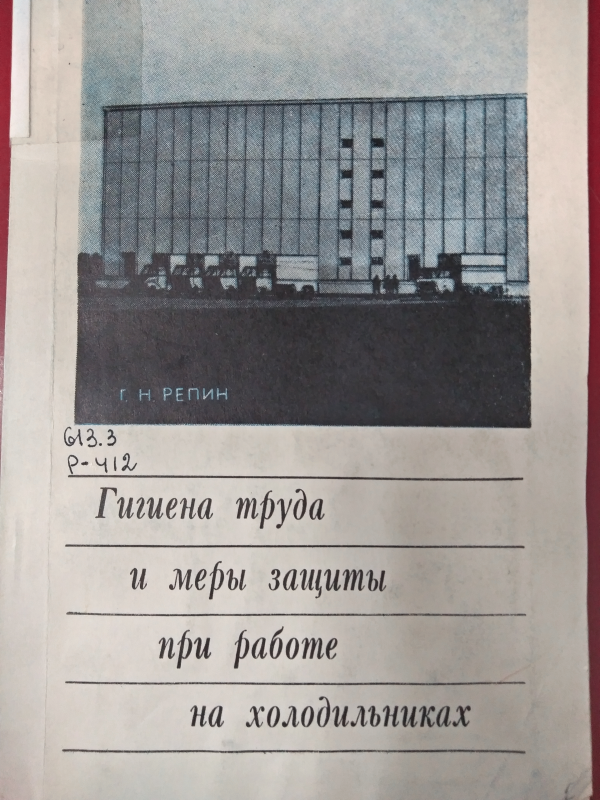 Г. Н. РЕПИН
613.3
Р-412
Гигиена труда
и меры защиты
при работе
на холодильниках